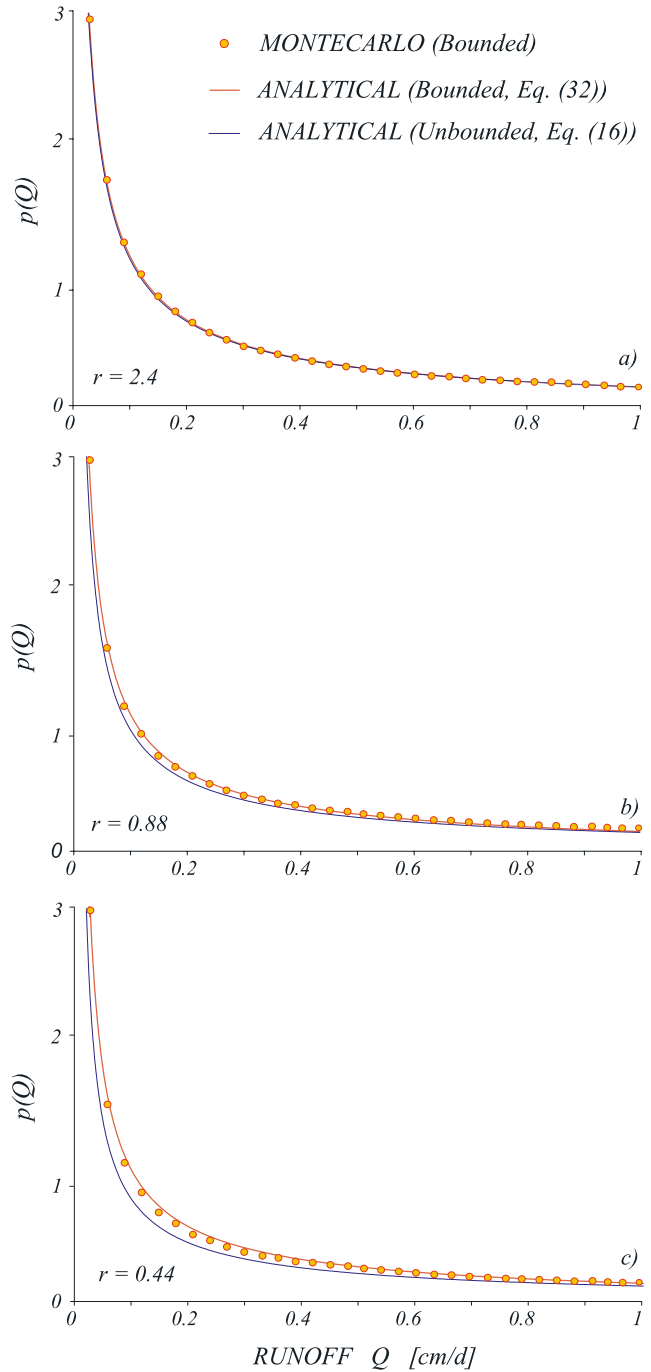 3
MONTECARLO (Bounded)
ANALYTICAL (Bounded, Eq. (32))
ANALYTICAL (Unbounded, Eq. (16))
2
p(Q)
1
r = 2.4
a)
0
0 0.2 0.4 0.6 0.8 1
3
2
p(Q)
1
r = 0.88
b)
0
0 0.2 0.4 0.6 0.8 1
3
2
p(Q)
1
r = 0.44
c)
0
0 0.2 0.4 0.6 0.8 1
RUNOFF Q [cm/d]